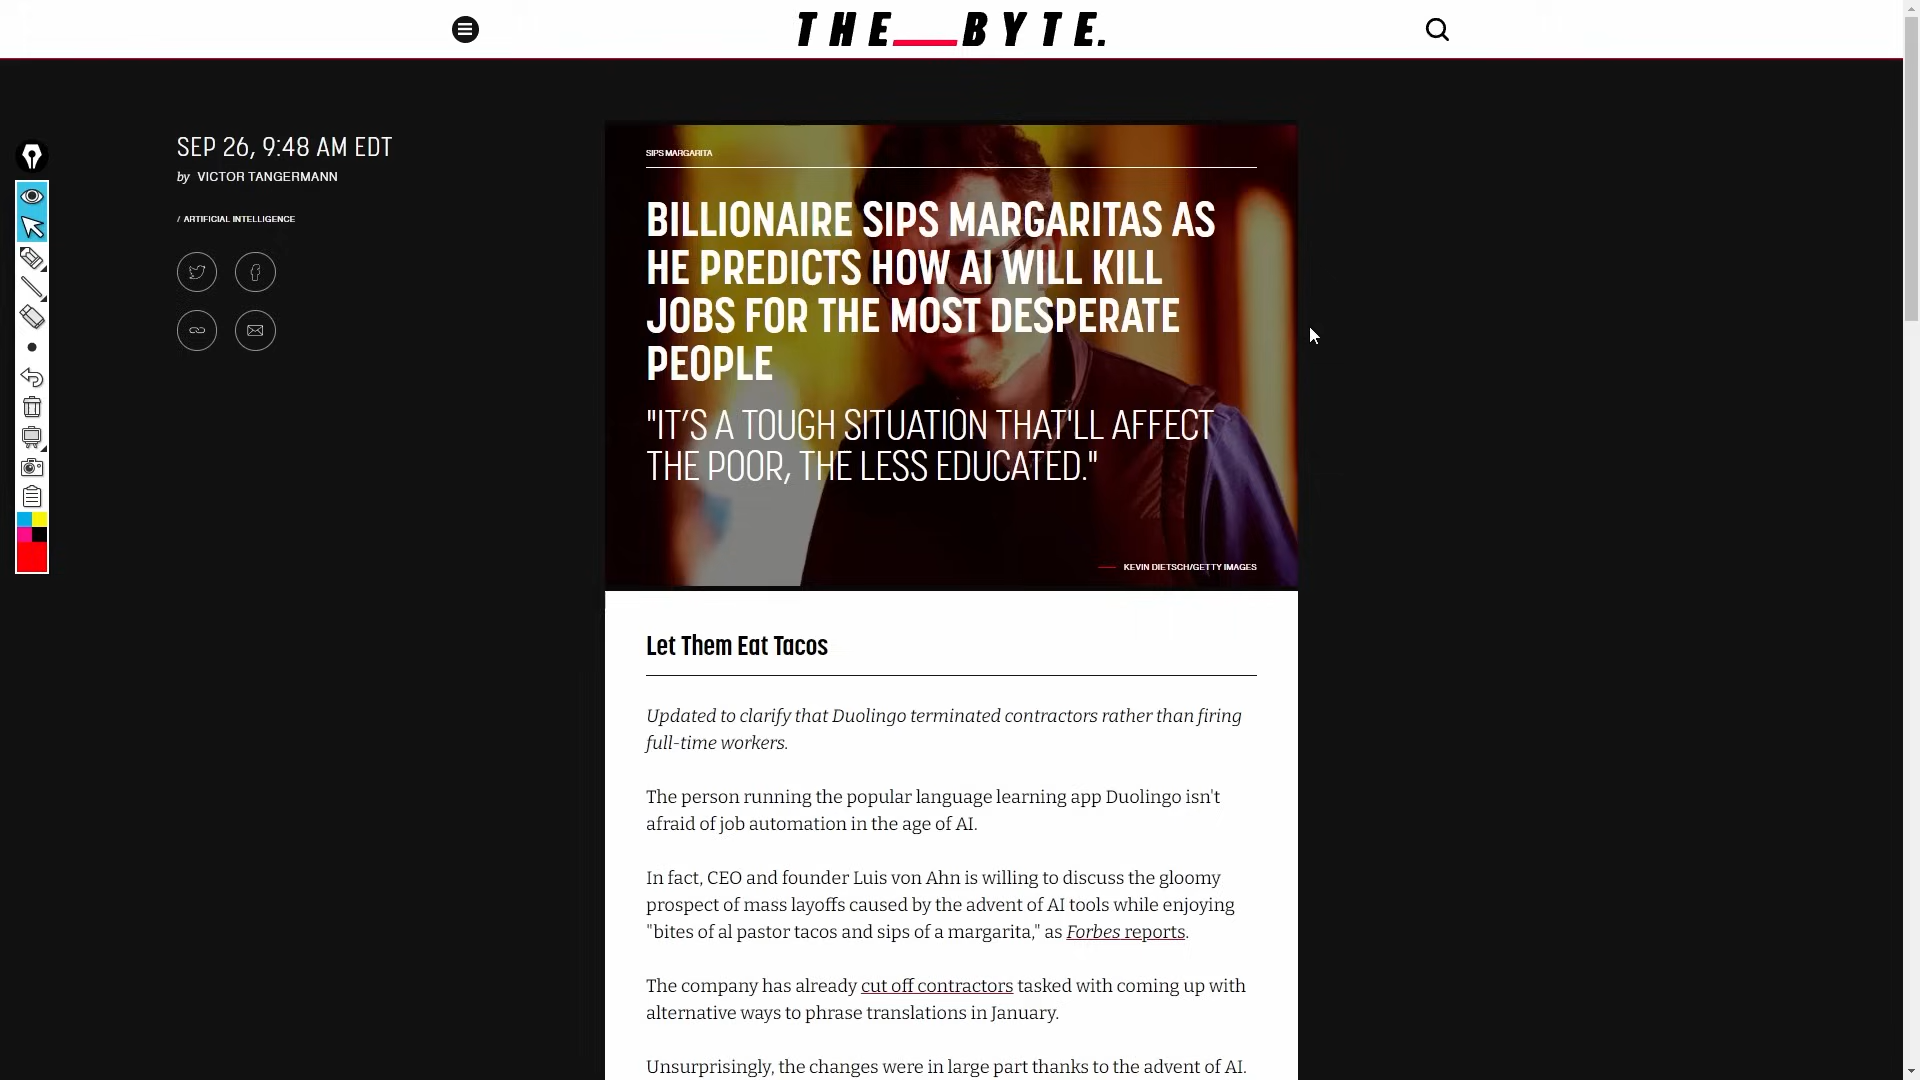 THE__BYTE.
SEP 26, 9:48 AM EDT
by VICTOR TANGERMANN
/ ARTIFICIAL INTELLIGENCE
SIPS MARGARITA
BILLIONAIRE SIPS MARGARITAS AS
HE PREDICTS HOW AI WILL KILL
JOBS FOR THE MOST DESPERATE
PEOPLE
"IT’S A TOUGH SITUATION THAT'LL AFFECT
THE POOR, THE LESS EDUCATED."
KEVIN DIETSCH/GETTY IMAGES
Let Them Eat Tacos
Updated to clarify that Duolingo terminated contractors rather than firing
full-time workers.
The person running the popular language learning app Duolingo isn't
afraid of job automation in the age of AI.
In fact, CEO and founder Luis von Ahn is willing to discuss the gloomy
prospect of mass layoffs caused by the advent of AI tools while enjoying
"bites of al pastor tacos and sips of a margarita," as Forbes reports.
The company has already cut off contractors tasked with coming up with
alternative ways to phrase translations in January.
Unsurprisingly, the changes were in large part thanks to the advent of AI.